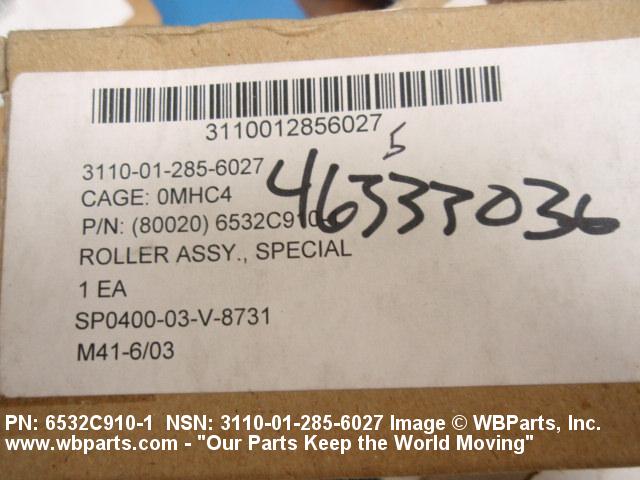 3110012856027
5
3110-01-285-6027
46333036
CAGE: 0MHC4
P/N: (80020) 6532C910-
ROLLER ASSY., SPECIAL
1 EA
SP0400-03-V-8731
M41-6/03
PN: 6532C910-1 NSN: 3110-01-285-6027 Image © WBParts, Inc.
www.wbparts.com - "Our Parts Keep the World Moving"